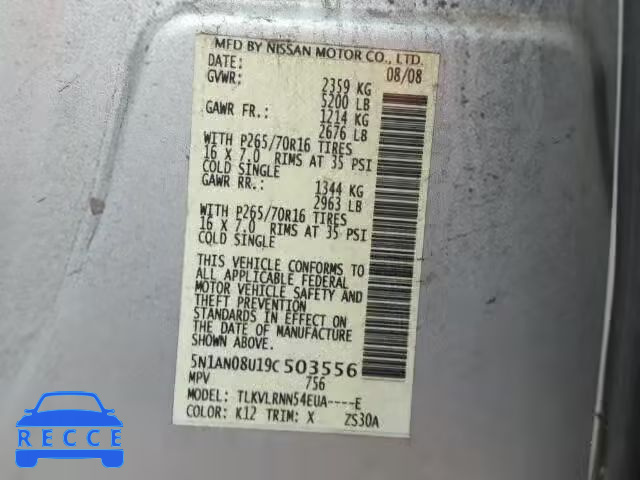 MFD BY NISSAN MOTOR CO., LTD.
DATE: 08/08
GVWR: 2359 KG
5200 LB
GAWR FR.: 1214 KG
2676 LB
WITH P265/70R16 TIRES
16 X 7.0 RIMS AT 35 PSI
COLD SINGLE
GAWR RR.: 1344 KG
2963 LB
WITH P265/70R16 TIRES
16 X 7.0 RIMS AT 35 PSI
COLD SINGLE
THIS VEHICLE CONFORMS TO
ALL APPLICABLE FEDERAL
MOTOR VEHICLE SAFETY AND
THEFT PREVENTION
STANDARDS IN EFFECT ON
THE DATE OF MANUFACTURE
SHOWN ABOVE.
5N1AN08U19C503556
MPV 756
MODEL: TLKVLRNN54EUA----E
COLOR: K12 TRIM: X ZS30A
RECCE